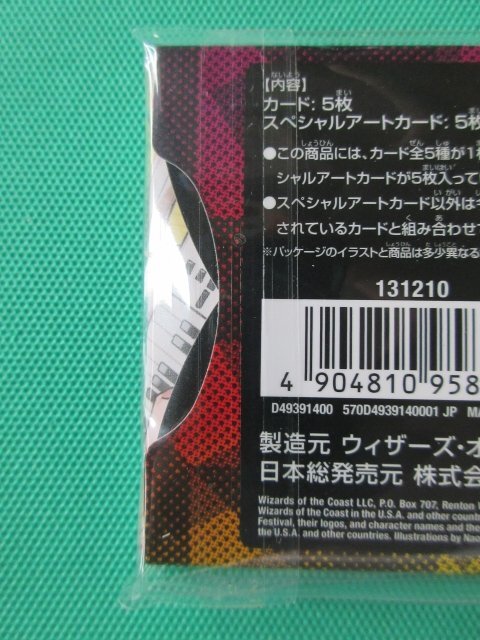 【内容】
カード: 5枚
スペシャルアートカード: 5枚
●この商品には、カード全5種が1
シャルアートカードが5枚入って
●スペシャルアートカード以外は
されているカードと組み合わせ
※パッケージのイラストと商品は多少異なる
131210
4 904810 958
D49391400 570D4939140001 JP MA
製造元 ウィザーズ・オ
日本総発売元 株式会
Wizards of the Coast LLC, P.O. Box 707, Renton
Wizards of the Coast in the U.S.A. and other countr
Festival, their logos, and character names and the
the U.S.A. and other countries. Illustrations by Nao